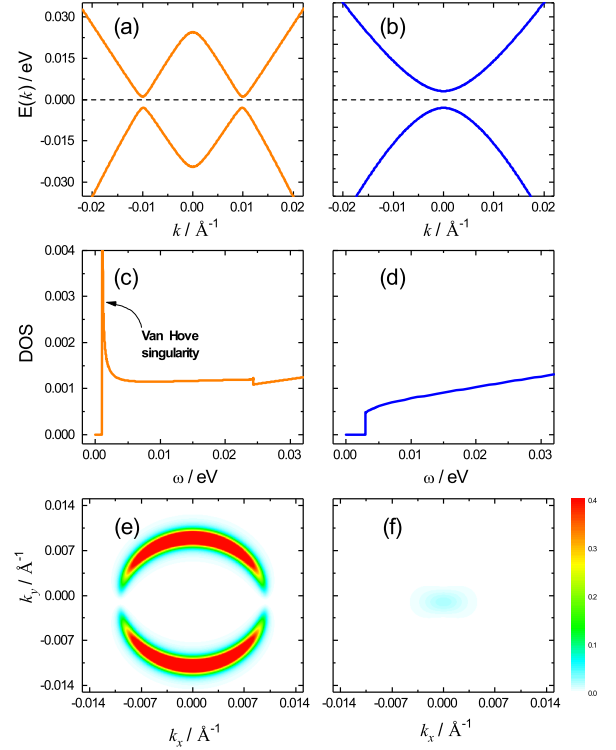 (a) (b)
0.030
0.015
0.000
-0.015
-0.030
E(k) / eV
-0.02 -0.01 0.00 0.01 0.02 -0.02 -0.01 0.00 0.01 0.02
k / Å⁻¹ k / Å⁻¹
(c) (d)
0.004
0.003
0.002
0.001
0.000
DOS
Van Hove
singularity
0.00 0.01 0.02 0.03 0.00 0.01 0.02 0.03
ω / eV ω / eV
(e) (f)
0.014
0.007
0.000
-0.007
-0.014
k_y / Å⁻¹
-0.014 -0.007 0.000 0.007 0.014 -0.014 -0.007 0.000 0.007 0.014
k_x / Å⁻¹ k_x / Å⁻¹
0.4
0.3
0.2
0.1
0.0